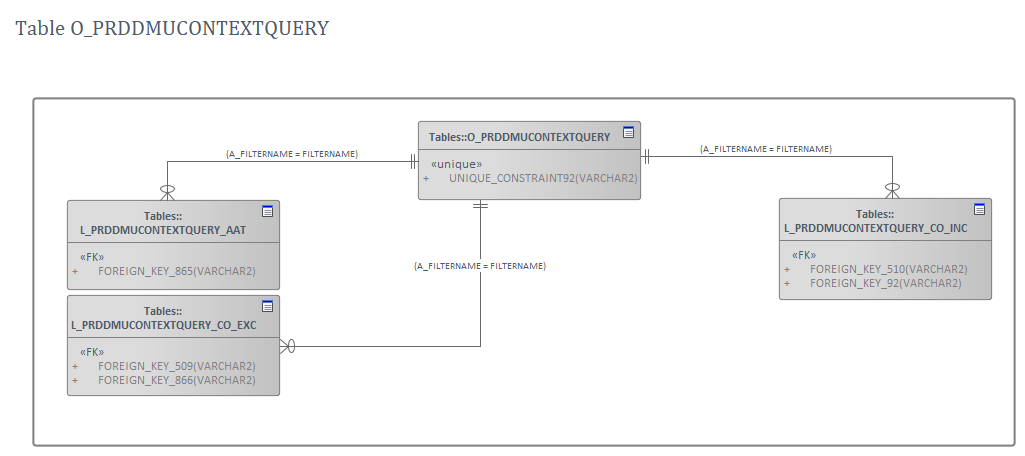 Table O_PRDDMUCONTEXTQUERY
Tables::O_PRDDMUCONTEXTQUERY
«unique»
+ UNIQUE_CONSTRAINT92(VARCHAR2)
(A_FILTERNAME = FILTERNAME)
(A_FILTERNAME = FILTERNAME)
Tables::
L_PRDDMUCONTEXTQUERY_AAT
«FK»
+ FOREIGN_KEY_865(VARCHAR2)
Tables::
L_PRDDMUCONTEXTQUERY_CO_INC
«FK»
+ FOREIGN_KEY_510(VARCHAR2)
+ FOREIGN_KEY_92(VARCHAR2)
(A_FILTERNAME = FILTERNAME)
Tables::
L_PRDDMUCONTEXTQUERY_CO_EXC
«FK»
+ FOREIGN_KEY_509(VARCHAR2)
+ FOREIGN_KEY_866(VARCHAR2)